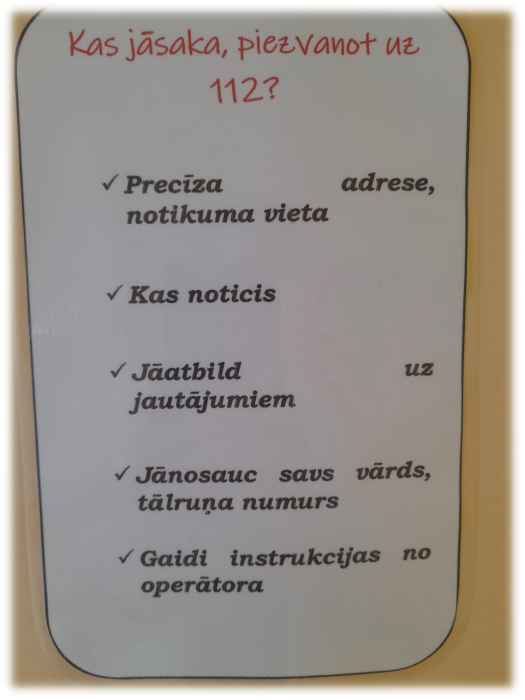 Kas jāsaka, piezvanot uz
112?
✓ Precīza adrese,
notikuma vieta
✓ Kas noticis
✓ Jāatbild uz
jautājumiem
✓ Jānosauc savs vārds,
tālruņa numurs
✓ Gaidi instrukcijas no
operātora